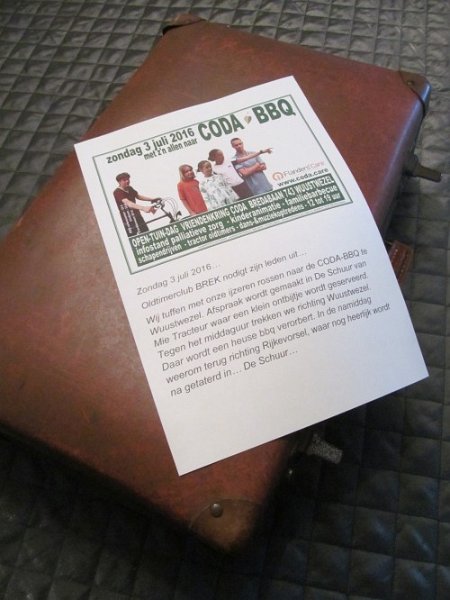 zondag 3 juli 2016
met z'n allen naar
CODA BBQ
FlandersCare
www.coda.care
OPEN-TUIN-DAG VRIENDENKRING CODA BREDABAAN 743 WUUSTWEZEL
infostand palliatieve zorg - kinderanimatie - familiebarbecue
schapendrijven - tractor oldtimers - dans-&muziekoptredens - 12 tot 19 uur
Zondag 3 juli 2016…
Oldtimerclub BREK nodigt zijn leden uit…
Wij tuffen met onze ijzeren rossen naar de CODA-BBQ te
Wuustwezel. Afspraak wordt gemaakt in De Schuur van
Mie Tracteur waar een klein ontbijtje wordt geserveerd.
Tegen het middaguur trekken we richting Wuustwezel.
Daar wordt een heuse bbq verorbert. In de namiddag
weerom terug richting Rijkevorsel, waar nog heerlijk wordt
na getaterd in… De Schuur…